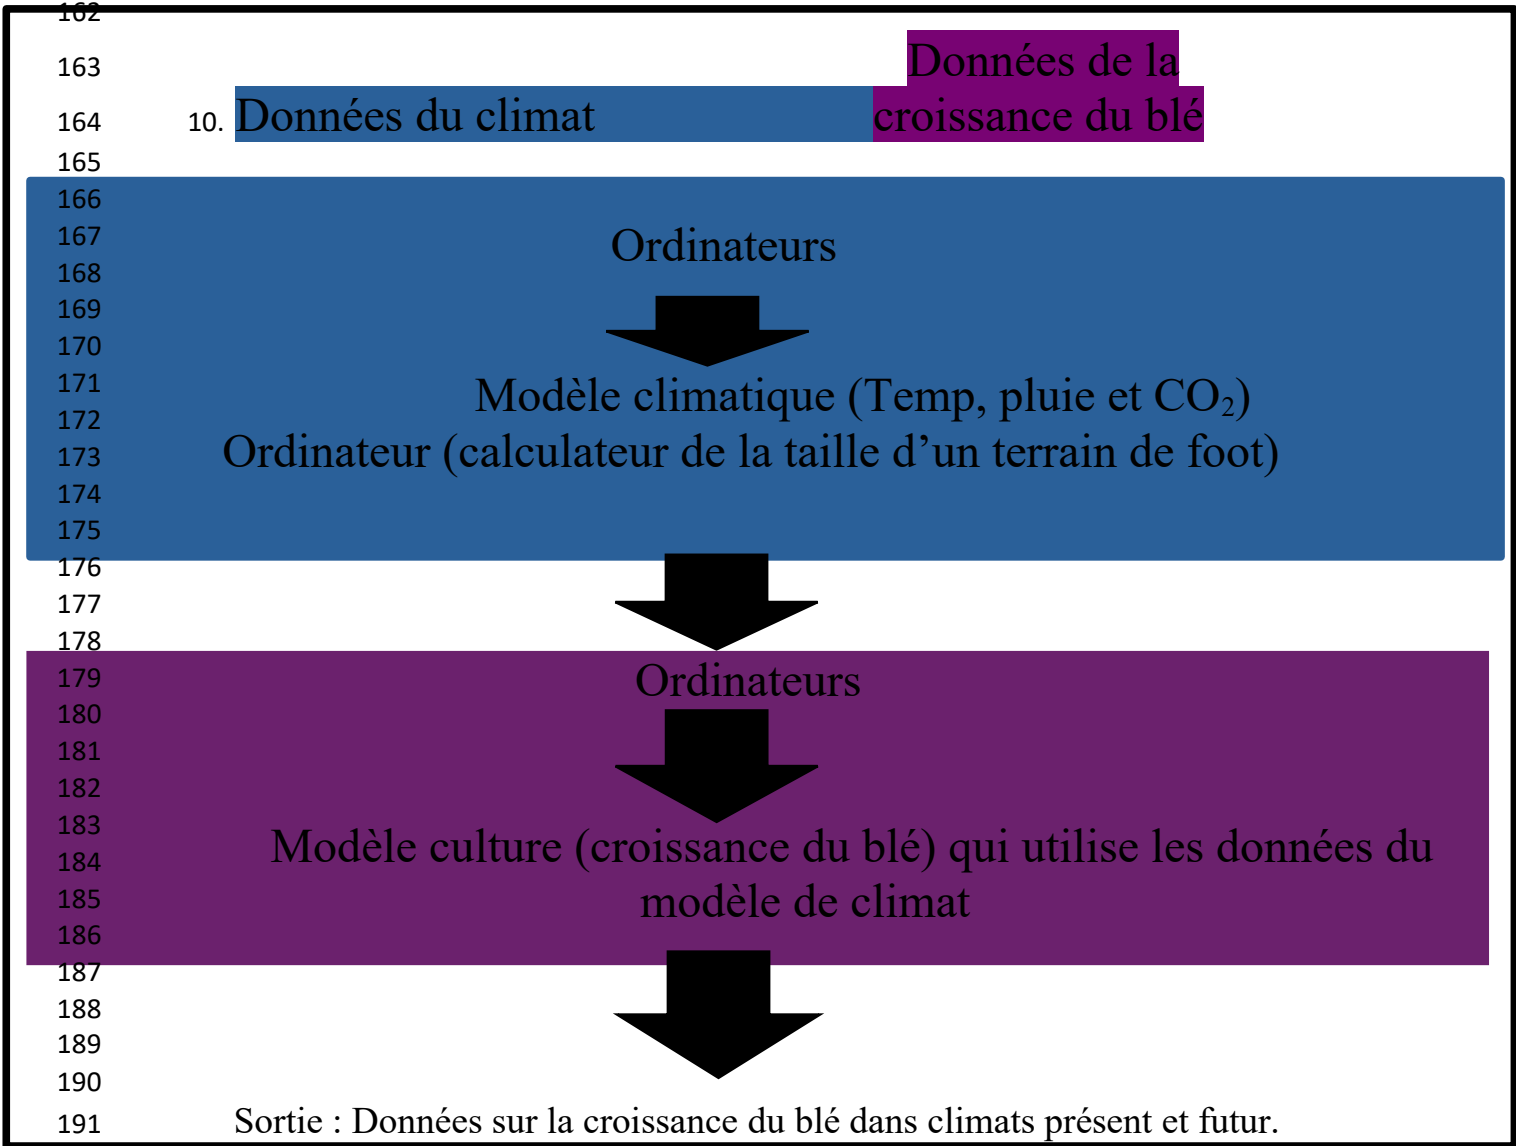 162
163 Données de la
164 10. Données du climat croissance du blé
165
166
167 Ordinateurs
168
169
170
171 Modèle climatique (Temp, pluie et CO₂)
172
173 Ordinateur (calculateur de la taille d’un terrain de foot)
174
175
176
177
178
179 Ordinateurs
180
181
182
183
184 Modèle culture (croissance du blé) qui utilise les données du
185 modèle de climat
186
187
188
189
190
191 Sortie : Données sur la croissance du blé dans climats présent et futur.